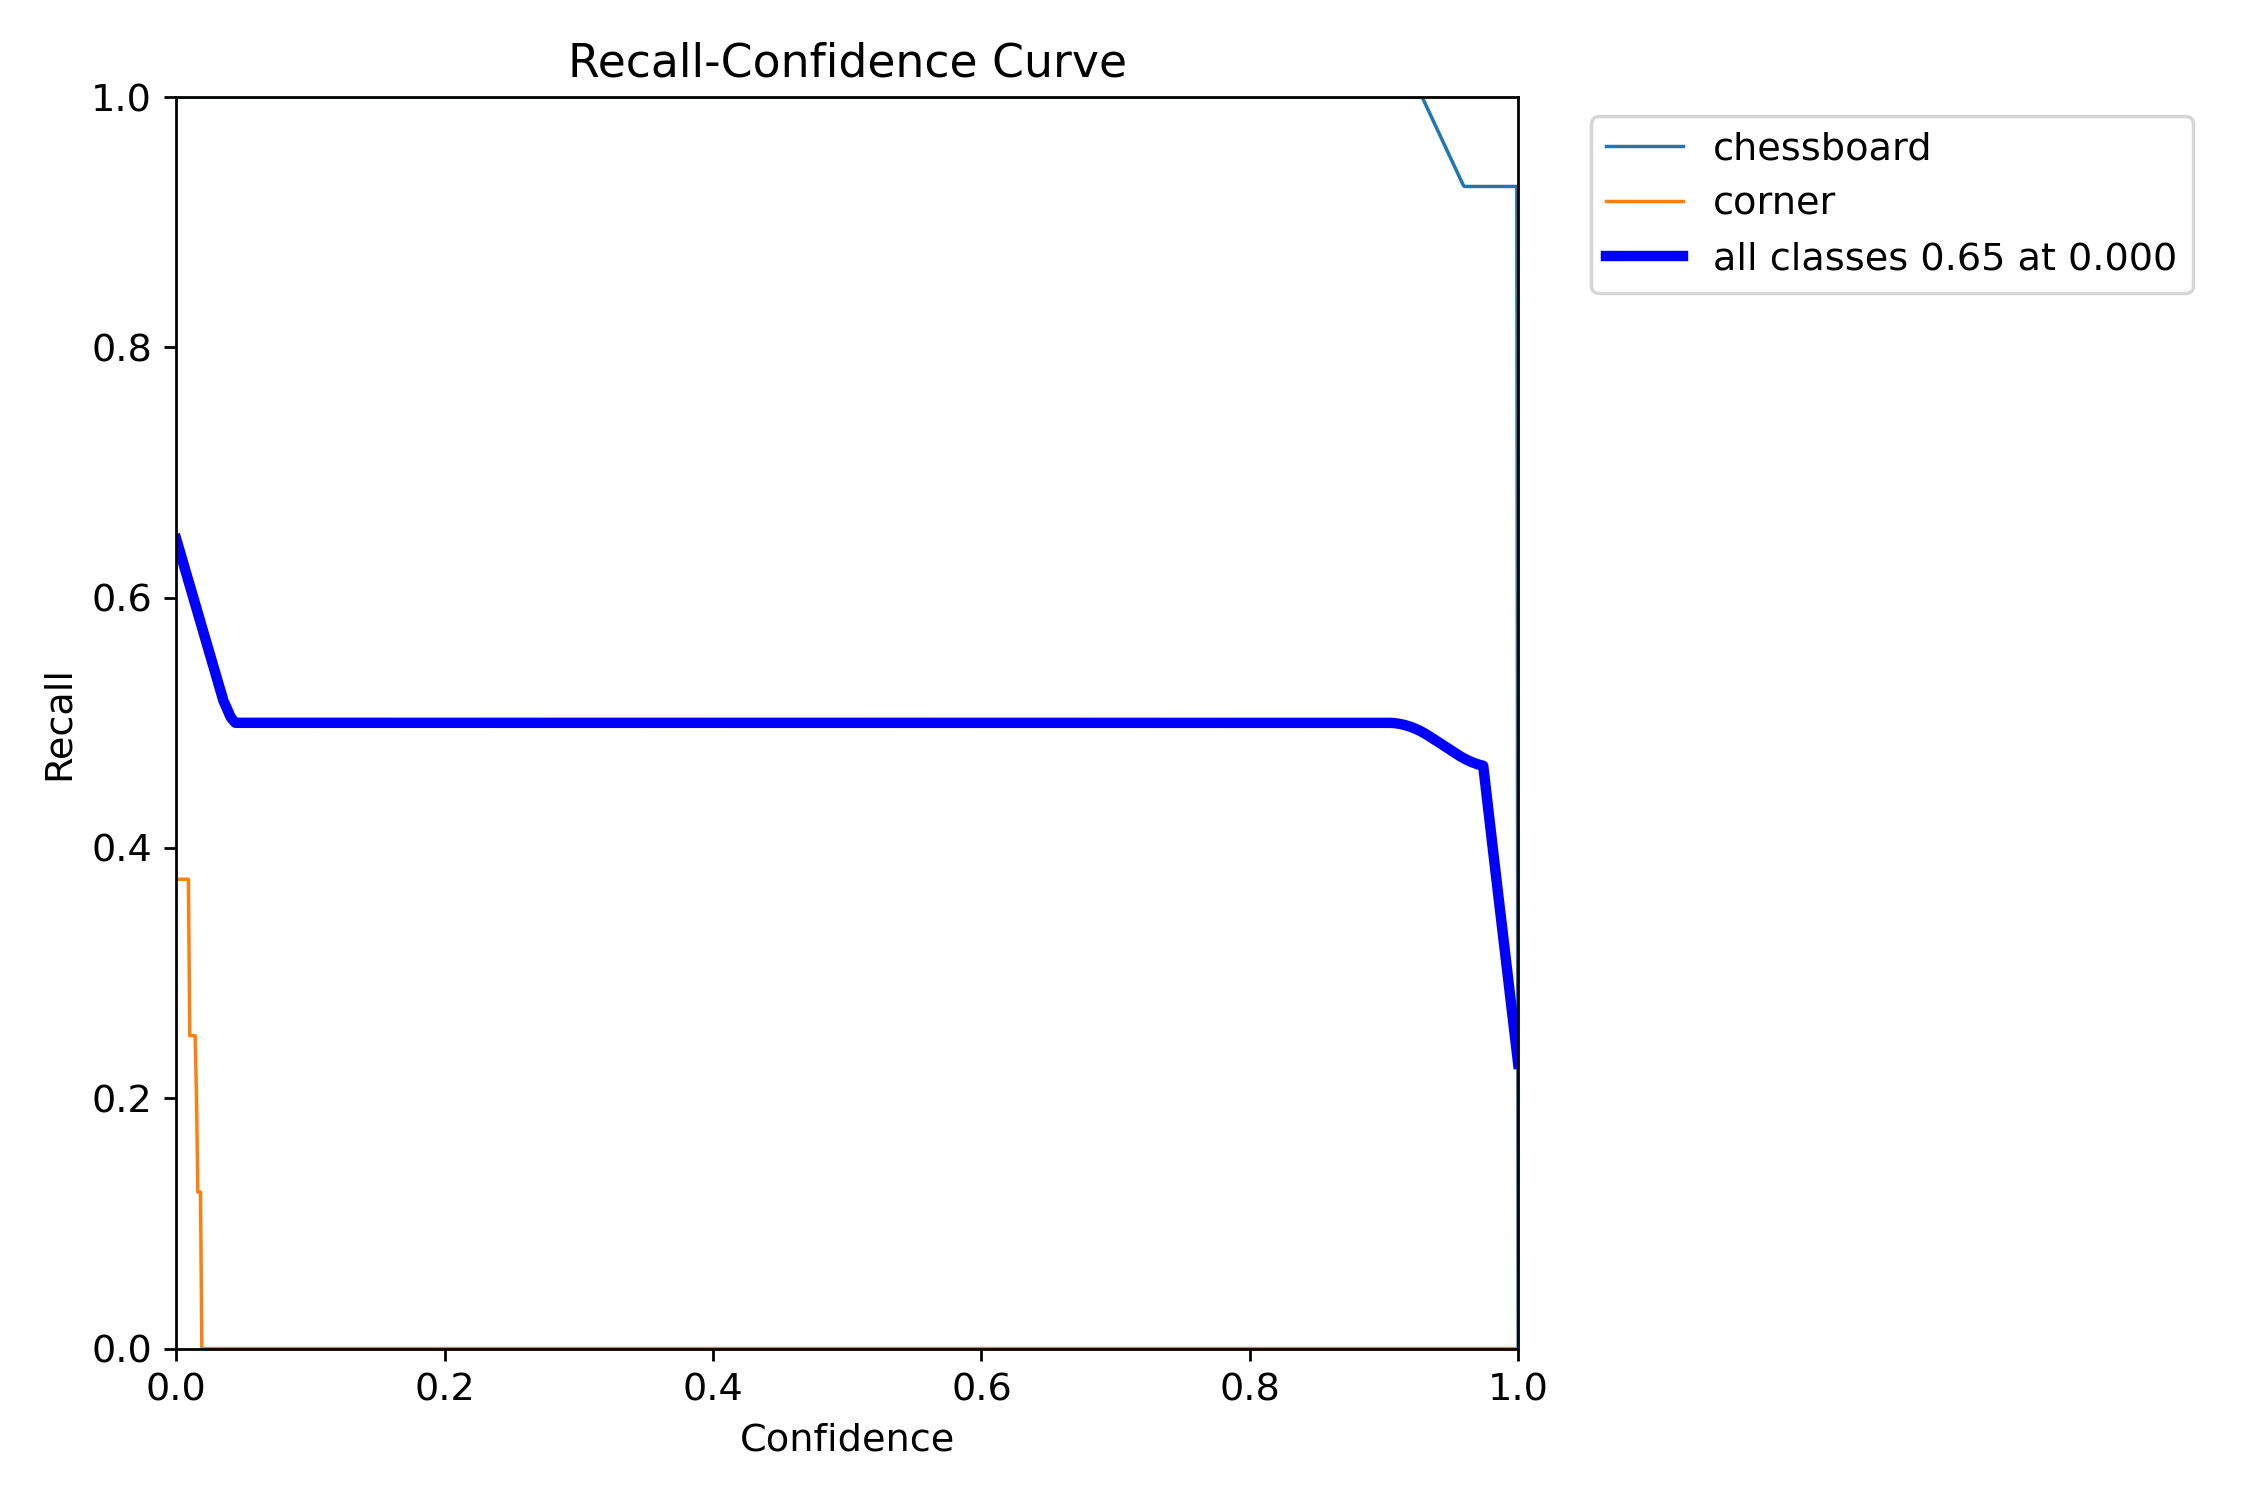 Recall-Confidence Curve
1.0
0.8
0.6
0.4
0.2
0.0
Recall
0.0 0.2 0.4 0.6 0.8 1.0
Confidence
chessboard
corner
all classes 0.65 at 0.000